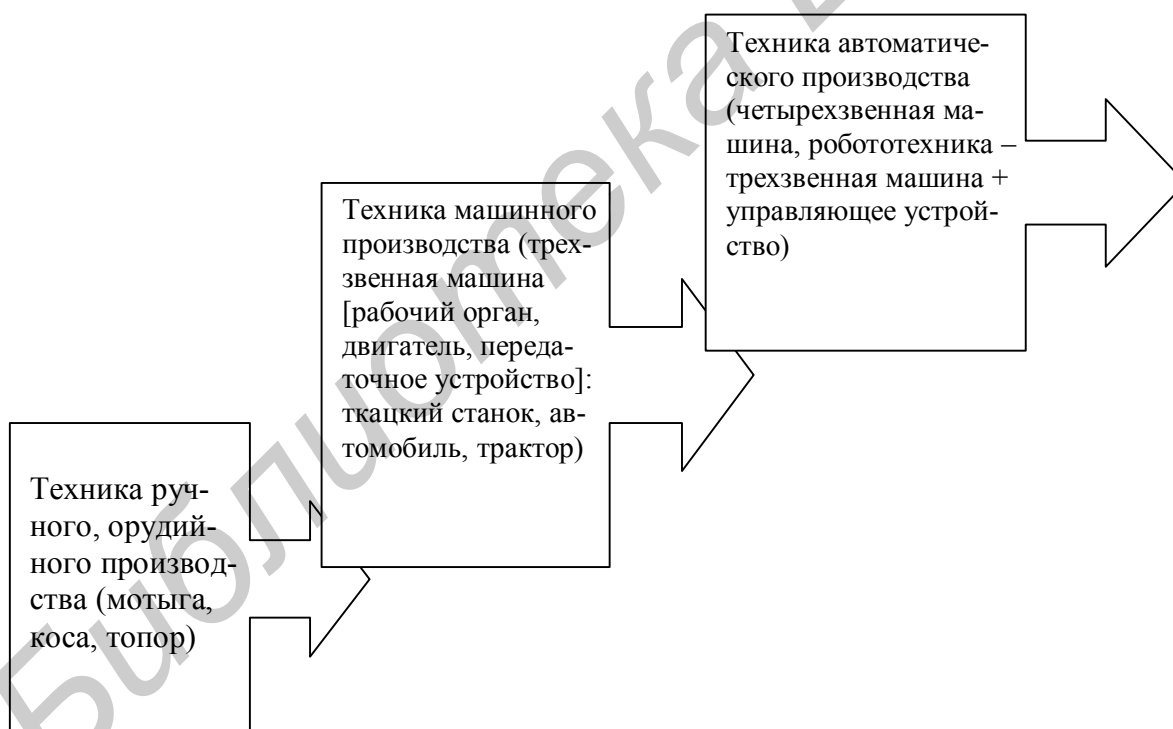 Техника руч-
ного, орудий-
ного производ-
ства (мотыга,
коса, топор)
Техника машинного
производства (трех-
звенная машина
[рабочий орган,
двигатель, переда-
точное устройство]:
ткацкий станок, ав-
томобиль, трактор)
Техника автоматиче-
ского производства
(четырехзвенная ма-
шина, робототехника –
трехзвенная машина +
управляющее устрой-
ство)
Библиотека